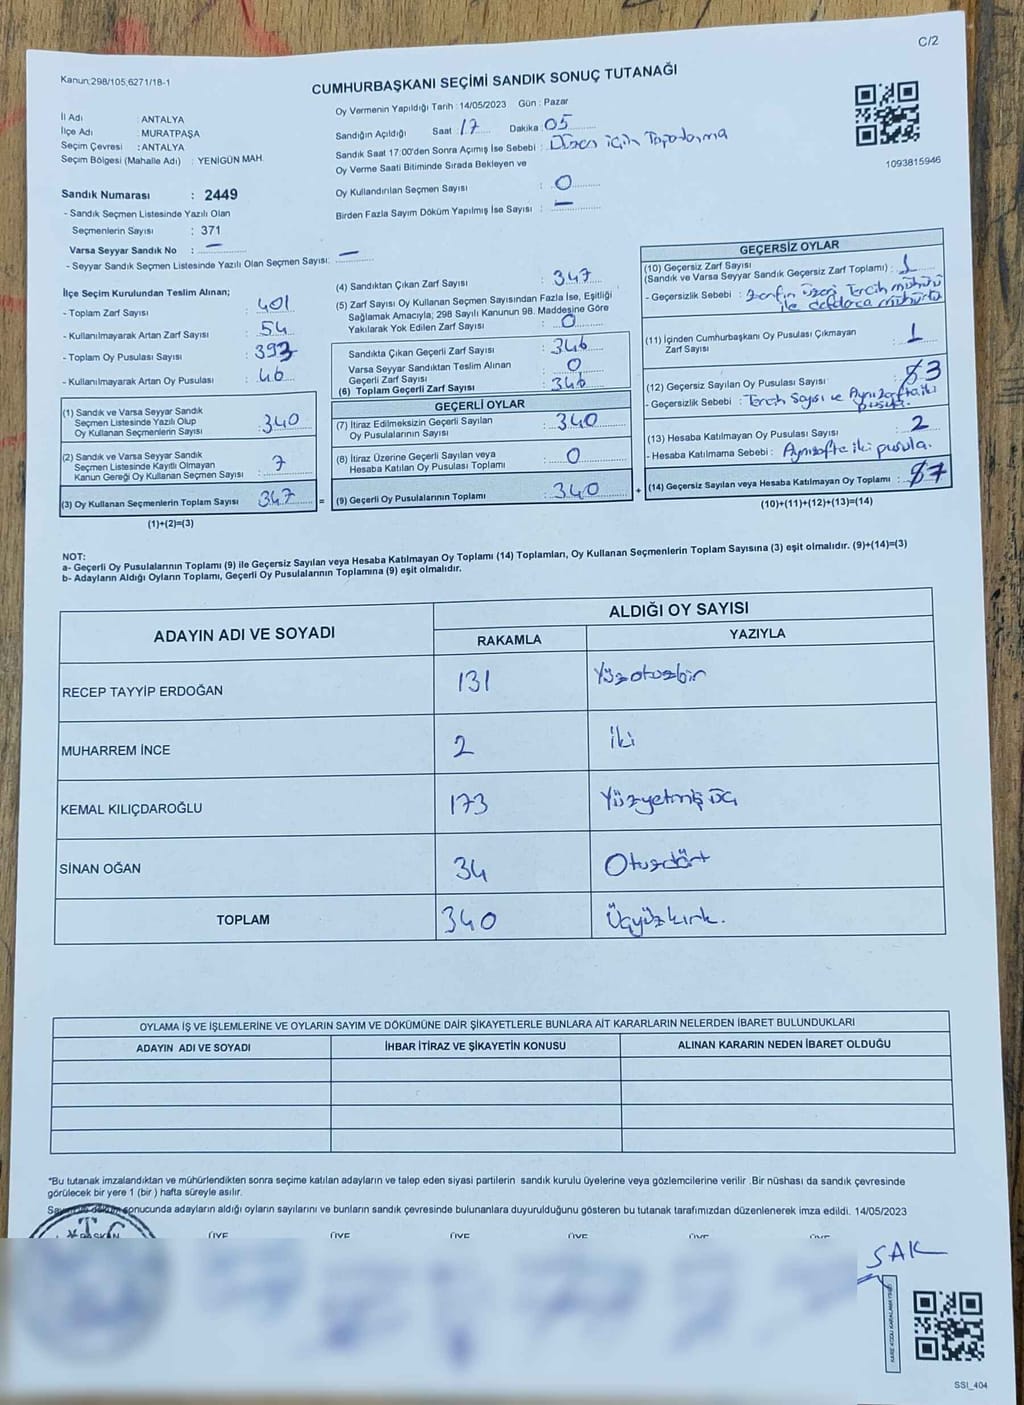 C/2
Kanun:298/105,6271/18-1
CUMHURBAŞKANI SEÇİMİ SANDIK SONUÇ TUTANAĞI
İl Adı : ANTALYA
İlçe Adı : MURATPAŞA
Seçim Çevresi : ANTALYA
Seçim Bölgesi (Mahalle Adı) : YENİGÜN MAH.
Oy Vermenin Yapıldığı Tarih : 14/05/2023 Gün : Pazar
Sandığın Açıldığı Saat : 17 Dakika : 05
Sandık Saat 17:00'den Sonra Açımış İse Sebebi : Düzen için Toparlanma
Oy Verme Saati Bitiminde Sırada Bekleyen ve
Oy Kullandırılan Seçmen Sayısı : 0
Birden Fazla Sayım Döküm Yapılmış İse Sayısı : —
1093815946
Sandık Numarası : 2449
- Sandık Seçmen Listesinde Yazılı Olan
Seçmenlerin Sayısı : 371
Varsa Seyyar Sandık No : —
- Seyyar Sandık Seçmen Listesinde Yazılı Olan Seçmen Sayısı: —
İlçe Seçim Kurulundan Teslim Alınan;
- Toplam Zarf Sayısı : 401
- Kullanılmayarak Artan Zarf Sayısı : 54
- Toplam Oy Pusulası Sayısı : 393
- Kullanılmayarak Artan Oy Pusulası : 46
(1) Sandık ve Varsa Seyyar Sandık
Seçmen Listesinde Yazılı Olup
Oy Kullanan Seçmenlerin Sayısı : 340
(2) Sandık ve Varsa Seyyar Sandık
Seçmen Listesinde Kayıtlı Olmayan
Kanun Gereği Oy Kullanan Seçmen Sayısı : 7
(3) Oy Kullanan Seçmenlerin Toplam Sayısı : 347 =
(1)+(2)=(3)
(4) Sandıktan Çıkan Zarf Sayısı : 347
(5) Zarf Sayısı Oy Kullanan Seçmen Sayısından Fazla İse, Eşitliği
Sağlamak Amacıyla; 298 Sayılı Kanunun 98. Maddesine Göre
Yakılarak Yok Edilen Zarf Sayısı : 0
Sandıkta Çıkan Geçerli Zarf Sayısı : 346
Varsa Seyyar Sandıktan Teslim Alınan
Geçerli Zarf Sayısı : 0
(6) Toplam Geçerli Zarf Sayısı : 346
GEÇERLİ OYLAR
(7) İtiraz Edilmeksizin Geçerli Sayılan
Oy Pusulalarının Sayısı : 340
(8) İtiraz Üzerine Geçerli Sayılan veya
Hesaba Katılan Oy Pusulası Toplamı : 0
(9) Geçerli Oy Pusulalarının Toplamı : 340 +
GEÇERSİZ OYLAR
(10) Geçersiz Zarf Sayısı
(Sandık ve Varsa Seyyar Sandık Geçersiz Zarf Toplamı) : 1
- Geçersizlik Sebebi : Zarfın üzeri Tercih mühürü
ile mühürlü
(11) İçinden Cumhurbaşkanı Oy Pusulası Çıkmayan
Zarf Sayısı : 1
(12) Geçersiz Sayılan Oy Pusulası Sayısı : 3
- Geçersizlik Sebebi : Tercih Sayısı ve Aynı zarfta iki
pusula.
(13) Hesaba Katılmayan Oy Pusulası Sayısı : 2
- Hesaba Katılmama Sebebi : Aynı zafte iki pusula.
(14) Geçersiz Sayılan veya Hesaba Katılmayan Oy Toplamı : 7
(10)+(11)+(12)+(13)=(14)
NOT:
a- Geçerli Oy Pusulalarının Toplamı (9) ile Geçersiz Sayılan veya Hesaba Katılmayan Oy Toplamı (14) Toplamları, Oy Kullanan Seçmenlerin Toplam Sayısına (3) eşit olmalıdır. (9)+(14)=(3)
b- Adayların Aldığı Oyların Toplamı, Geçerli Oy Pusulalarının Toplamına (9) eşit olmalıdır.
ADAYIN ADI VE SOYADI
ALDIĞI OY SAYISI
RAKAMLA YAZIYLA
RECEP TAYYİP ERDOĞAN 131 Yüzotuzbir
MUHARREM İNCE 2 iki
KEMAL KILIÇDAROĞLU 173 Yüzyetmiş üç
SİNAN OĞAN 34 Otuzdört
TOPLAM 340 Üçyüzkırk.
OYLAMA İŞ VE İŞLEMLERİNE VE OYLARIN SAYIM VE DÖKÜMÜNE DAİR ŞİKAYETLERLE BUNLARA AİT KARARLARIN NELERDEN İBARET BULUNDUKLARI
ADAYIN ADI VE SOYADI İHBAR İTİRAZ VE ŞİKAYETİN KONUSU ALINAN KARARIN NEDEN İBARET OLDUĞU
*Bu tutanak imzalandıktan ve mühürlendikten sonra seçime katılan adayların ve talep eden siyasi partilerin sandık kurulu üyelerine veya gözlemcilerine verilir .Bir nüshası da sandık çevresinde
görülecek bir yere 1 (bir ) hafta süreyle asılır.
sonucunda adayların aldığı oyların sayılarını ve bunların sandık çevresinde bulunanlara duyurulduğunu gösteren bu tutanak tarafımızdan düzenlenerek imza edildi. 14/05/2023
T.C.
BAŞKAN ÜYE ÜYE ÜYE ÜYE ÜYE ÜYE
SAK
SSI_404